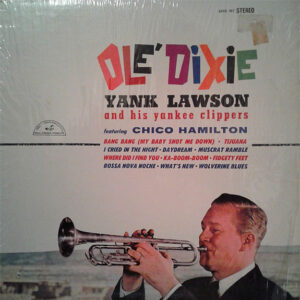 STEREO
OLÉ DIXIE
YANK LAWSON
and his yankee clippers
featuring CHICO HAMILTON
BANG BANG (MY BABY SHOT ME DOWN) • TIJUANA
I CRIED IN THE NIGHT • DAYDREAM • MUSCRAT RAMBLE
WHERE DID I FIND YOU • KA-BOOM-BOOM • FIDGETY FEET
BOSSA NOVA NOCHE • WHAT'S NEW • WOLVERINE BLUES